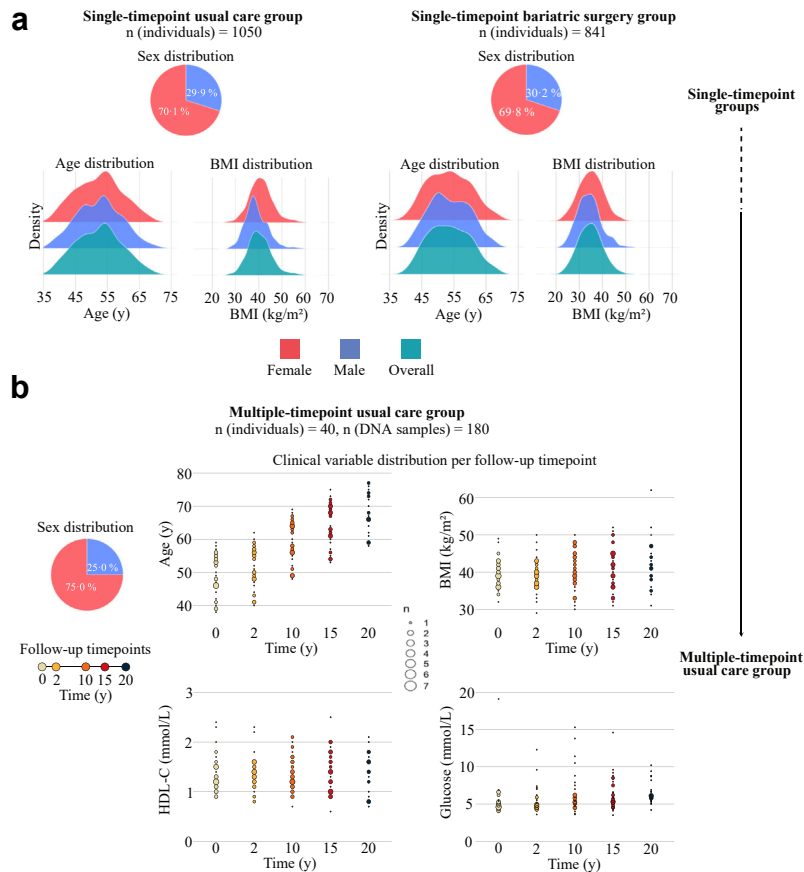 a
Single-timepoint usual care group
n (individuals) = 1050
Sex distribution
29·9 %
70·1 %
Age distribution
BMI distribution
Density
35 45 55 65 75
Age (y)
20 30 40 50 60 70
BMI (kg/m²)
Single-timepoint bariatric surgery group
n (individuals) = 841
Sex distribution
30·2 %
69·8 %
Age distribution
BMI distribution
Density
35 45 55 65 75
Age (y)
20 30 40 50 60 70
BMI (kg/m²)
Single-timepoint
groups
Female Male Overall
b
Multiple-timepoint usual care group
n (individuals) = 40, n (DNA samples) = 180
Clinical variable distribution per follow-up timepoint
Sex distribution
25·0 %
75·0 %
Follow-up timepoints
0 2 10 15 20
Time (y)
Age (y)
80
70
60
50
40
0 2 10 15 20
Time (y)
BMI (kg/m²)
60
50
40
30
0 2 10 15 20
Time (y)
n
1
2
3
4
5
6
7
HDL-C (mmol/L)
3
2
1
0
0 2 10 15 20
Time (y)
Glucose (mmol/L)
20
15
10
5
0
0 2 10 15 20
Time (y)
Multiple-timepoint
usual care group